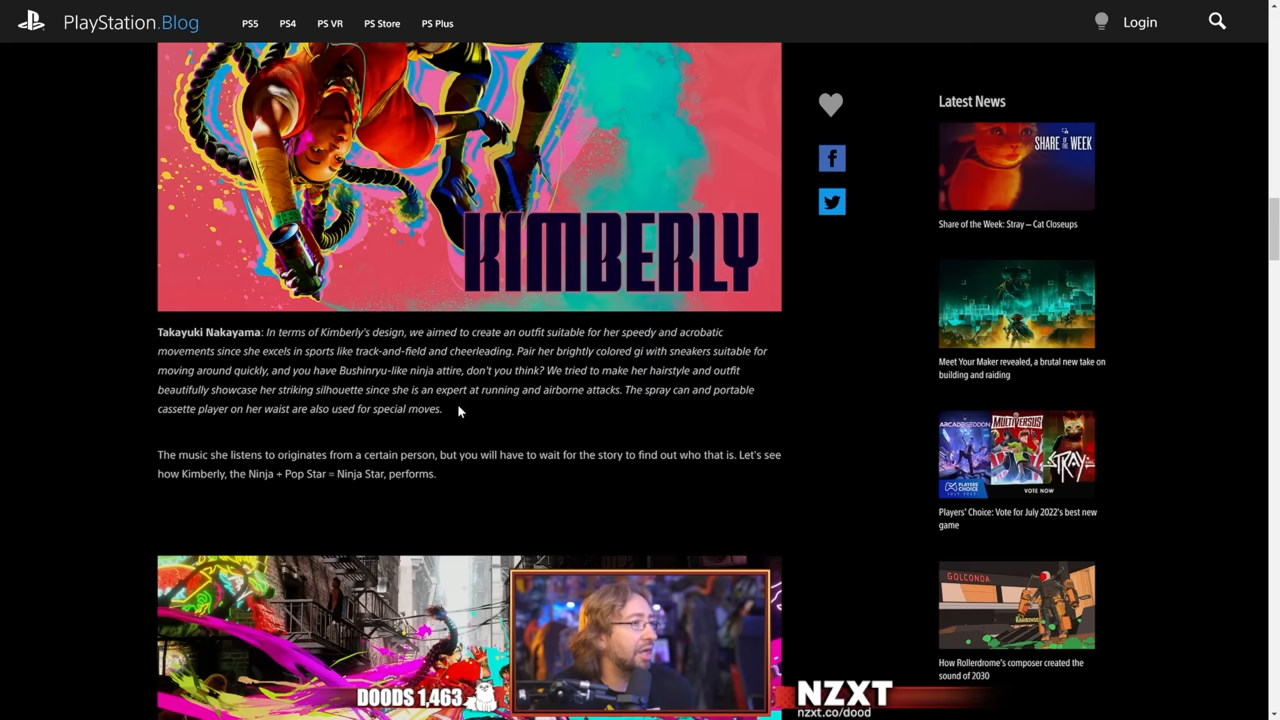 PlayStation.Blog
PS5
PS4
PS VR
PS Store
PS Plus
Login
KIMBERLY
Takayuki Nakayama: In terms of Kimberly's design, we aimed to create an outfit suitable for her speedy and acrobatic
movements since she excels in sports like track-and-field and cheerleading. Pair her brightly colored gi with sneakers suitable for
moving around quickly, and you have Bushinryu-like ninja attire, don't you think? We tried to make her hairstyle and outfit
beautifully showcase her striking silhouette since she is an expert at running and airborne attacks. The spray can and portable
cassette player on her waist are also used for special moves.
The music she listens to originates from a certain person, but you will have to wait for the story to find out who that is. Let's see
how Kimberly, the Ninja + Pop Star = Ninja Star, performs.
Latest News
SHARE OF THE WEEK
Share of the Week: Stray – Cat Closeups
Meet Your Maker revealed, a brutal new take on
building and raiding
ARCADEGEDDON
MULTIVERSUS
STRAY
PLAYERS' CHOICE
JULY 2022
VOTE NOW
Players' Choice: Vote for July 2022's best new
game
GOLCONDA
How Rollerdrome's composer created the
sound of 2030
DOODS 1,463
NZXT
nzxt.co/dood